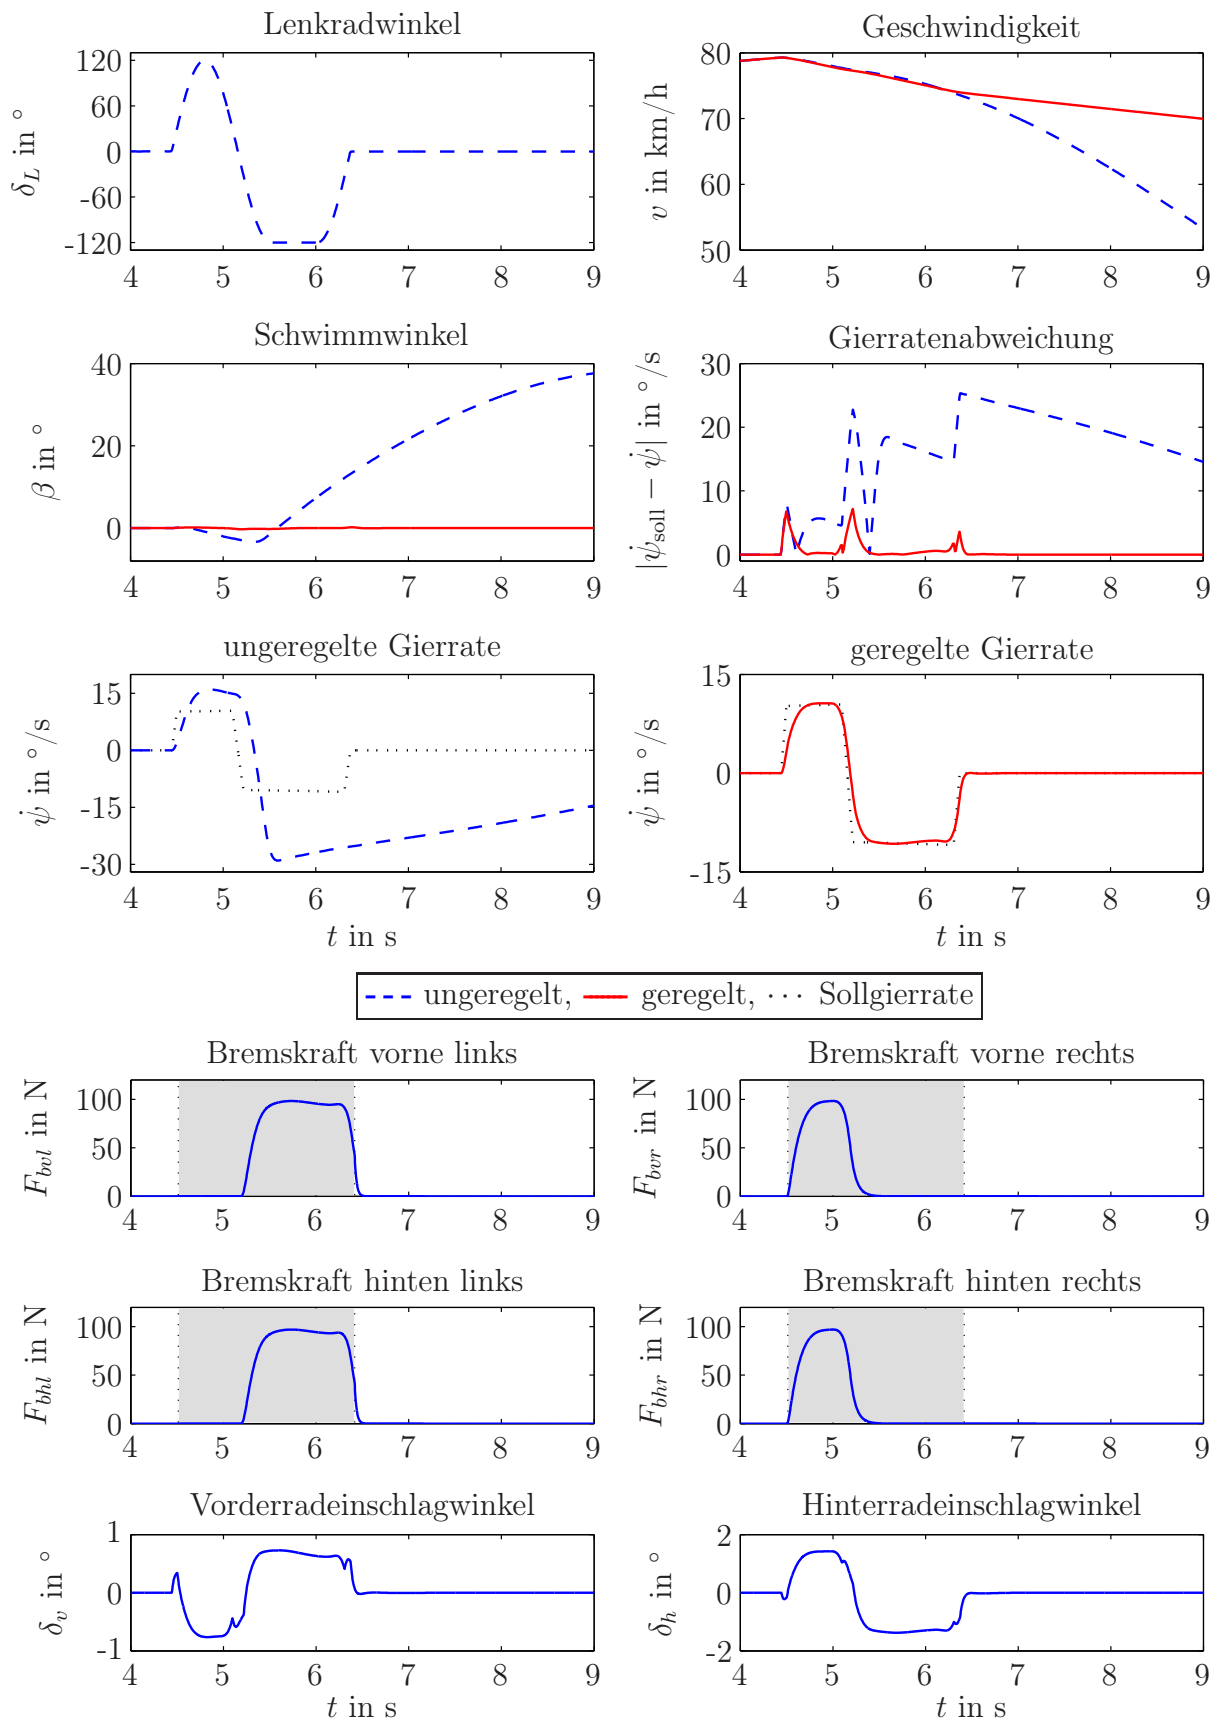 Lenkradwinkel Geschwindigkeit
δ_L in °
120
60
0
-60
-120
4 5 6 7 8 9
v in km/h
80
70
60
50
4 5 6 7 8 9
Schwimmwinkel Gierratenabweichung
β in °
40
20
0
4 5 6 7 8 9
|ψ̇_soll − ψ̇| in °/s
30
20
10
0
4 5 6 7 8 9
ungeregelte Gierrate geregelte Gierrate
ψ̇ in °/s
15
0
-15
-30
4 5 6 7 8 9
t in s
ψ̇ in °/s
15
0
-15
4 5 6 7 8 9
t in s
ungeregelt, geregelt, ··· Sollgierrate
Bremskraft vorne links Bremskraft vorne rechts
F_bvl in N
100
50
0
4 5 6 7 8 9
F_bvr in N
100
50
0
4 5 6 7 8 9
Bremskraft hinten links Bremskraft hinten rechts
F_bhl in N
100
50
0
4 5 6 7 8 9
F_bhr in N
100
50
0
4 5 6 7 8 9
Vorderradeinschlagwinkel Hinterradeinschlagwinkel
δ_v in °
1
0
-1
4 5 6 7 8 9
t in s
δ_h in °
2
0
-2
4 5 6 7 8 9
t in s